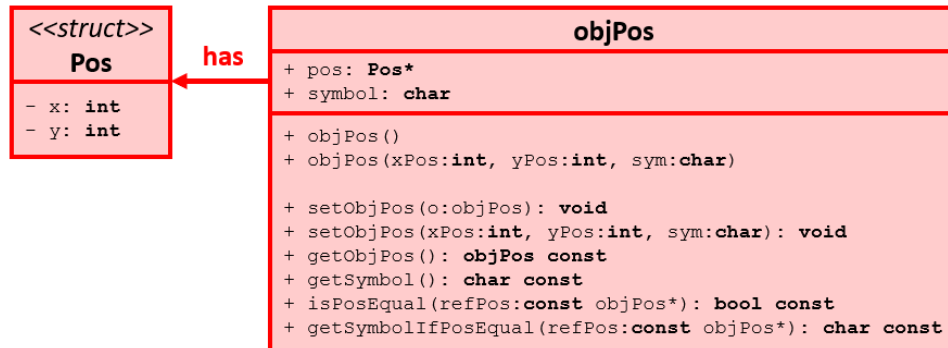 <<struct>>
Pos
- x: int
- y: int
has
objPos
+ pos: Pos*
+ symbol: char
+ objPos()
+ objPos(xPos:int, yPos:int, sym:char)
+ setObjPos(o:objPos): void
+ setObjPos(xPos:int, yPos:int, sym:char): void
+ getObjPos(): objPos const
+ getSymbol(): char const
+ isPosEqual(refPos:const objPos*): bool const
+ getSymbolIfPosEqual(refPos:const objPos*): char const